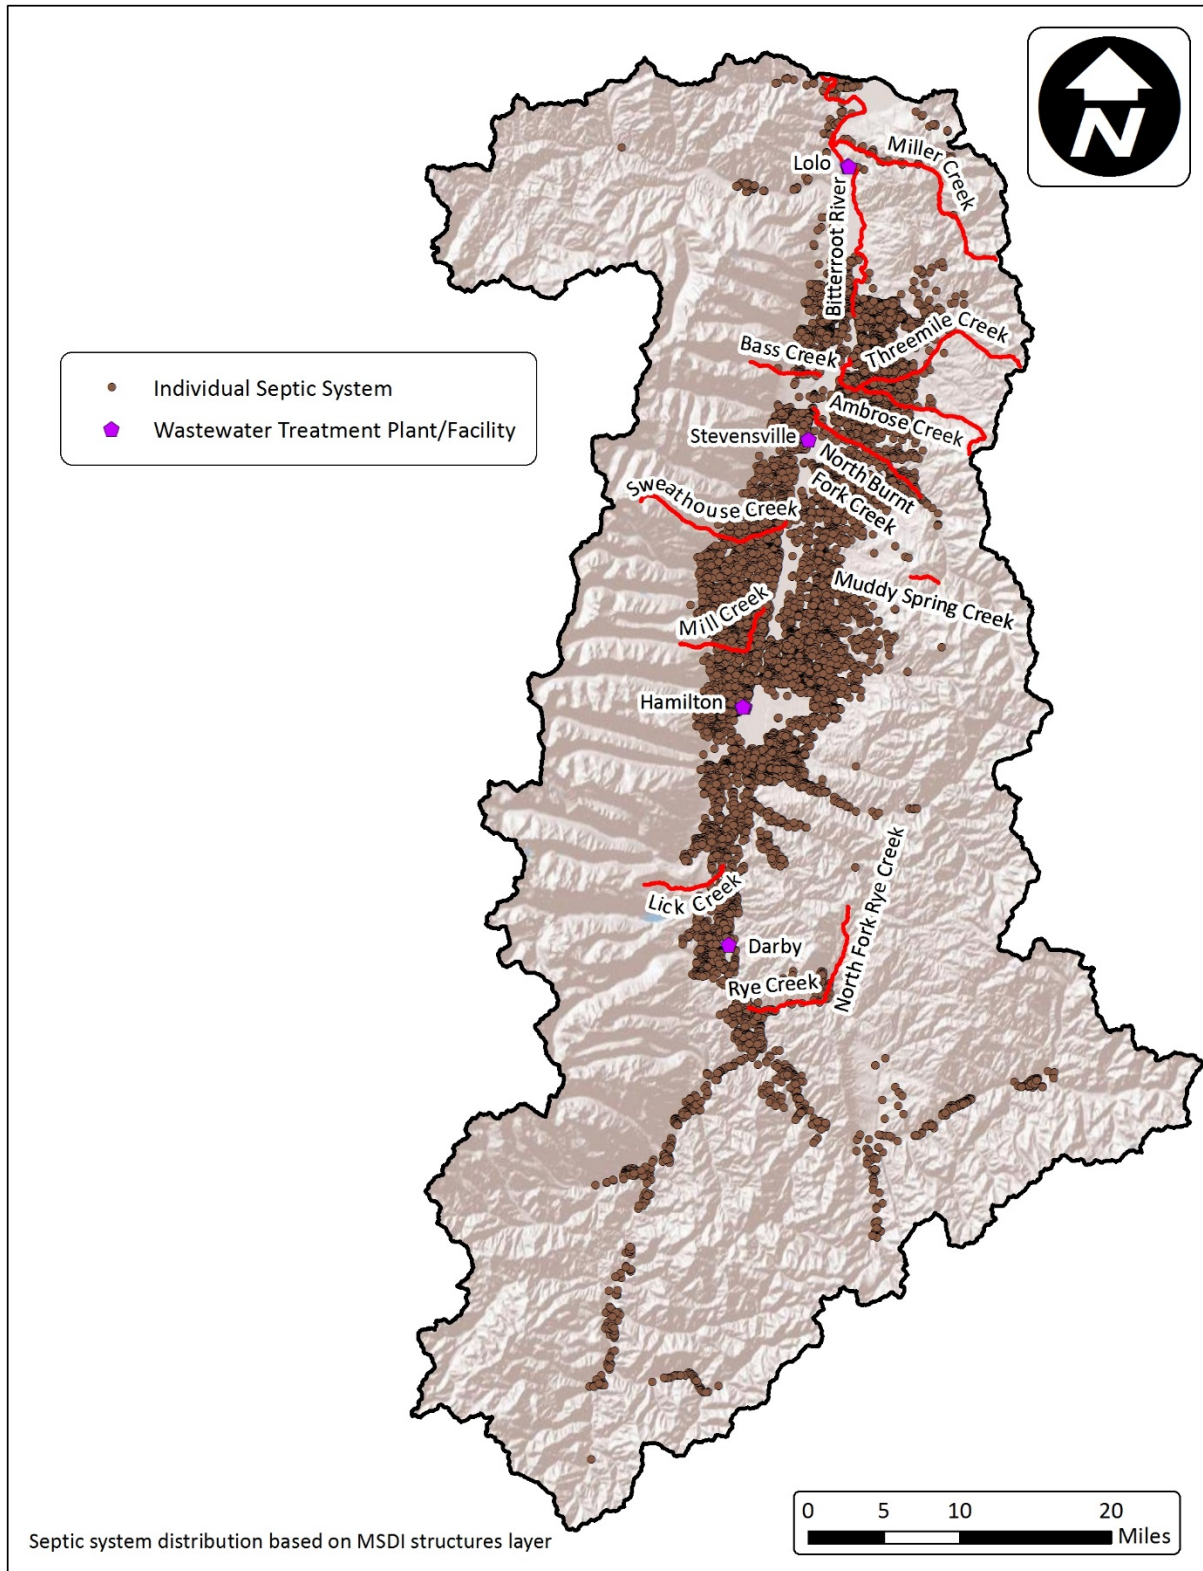 N
Miller Creek
Lolo
Bitterroot River
Bass Creek
Threemile Creek
Individual Septic System
Wastewater Treatment Plant/Facility
Ambrose Creek
Stevensville
North Burnt
Fork Creek
Sweathouse Creek
Muddy Spring Creek
Mill Creek
Hamilton
North Fork Rye Creek
Lick Creek
Darby
Rye Creek
0 5 10 20
Miles
Septic system distribution based on MSDI structures layer